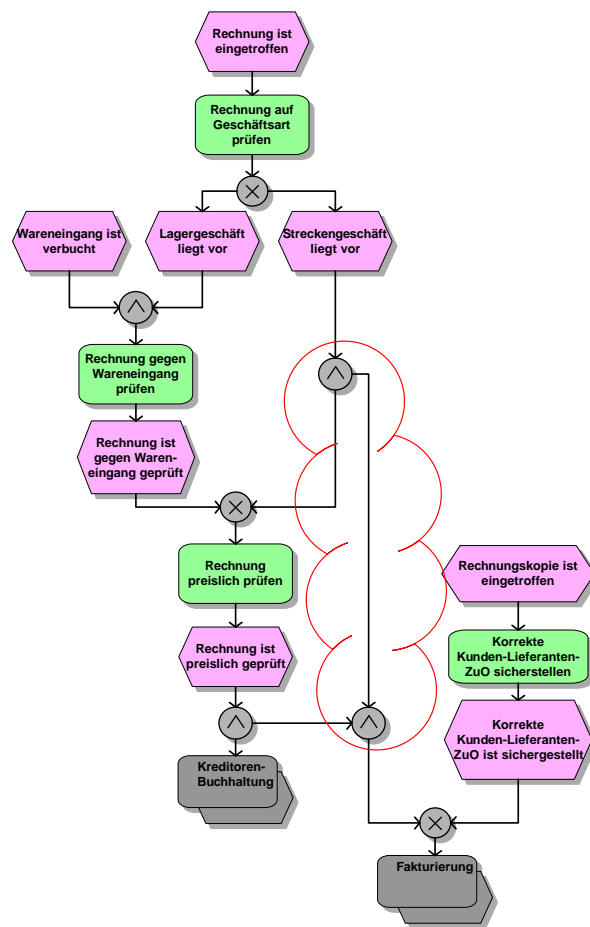 Rechnung ist
eingetroffen
Rechnung auf
Geschäftsart
prüfen
Wareneingang ist
verbucht
Lagergeschäft
liegt vor
Streckengeschäft
liegt vor
Rechnung gegen
Wareneingang
prüfen
Rechnung ist
gegen Waren-
eingang geprüft
Rechnung
preislich prüfen
Rechnungskopie ist
eingetroffen
Rechnung ist
preislich geprüft
Korrekte
Kunden-Lieferanten-
ZuO sicherstellen
Korrekte
Kunden-Lieferanten-
ZuO ist sichergestellt
Kreditoren-
Buchhaltung
Fakturierung